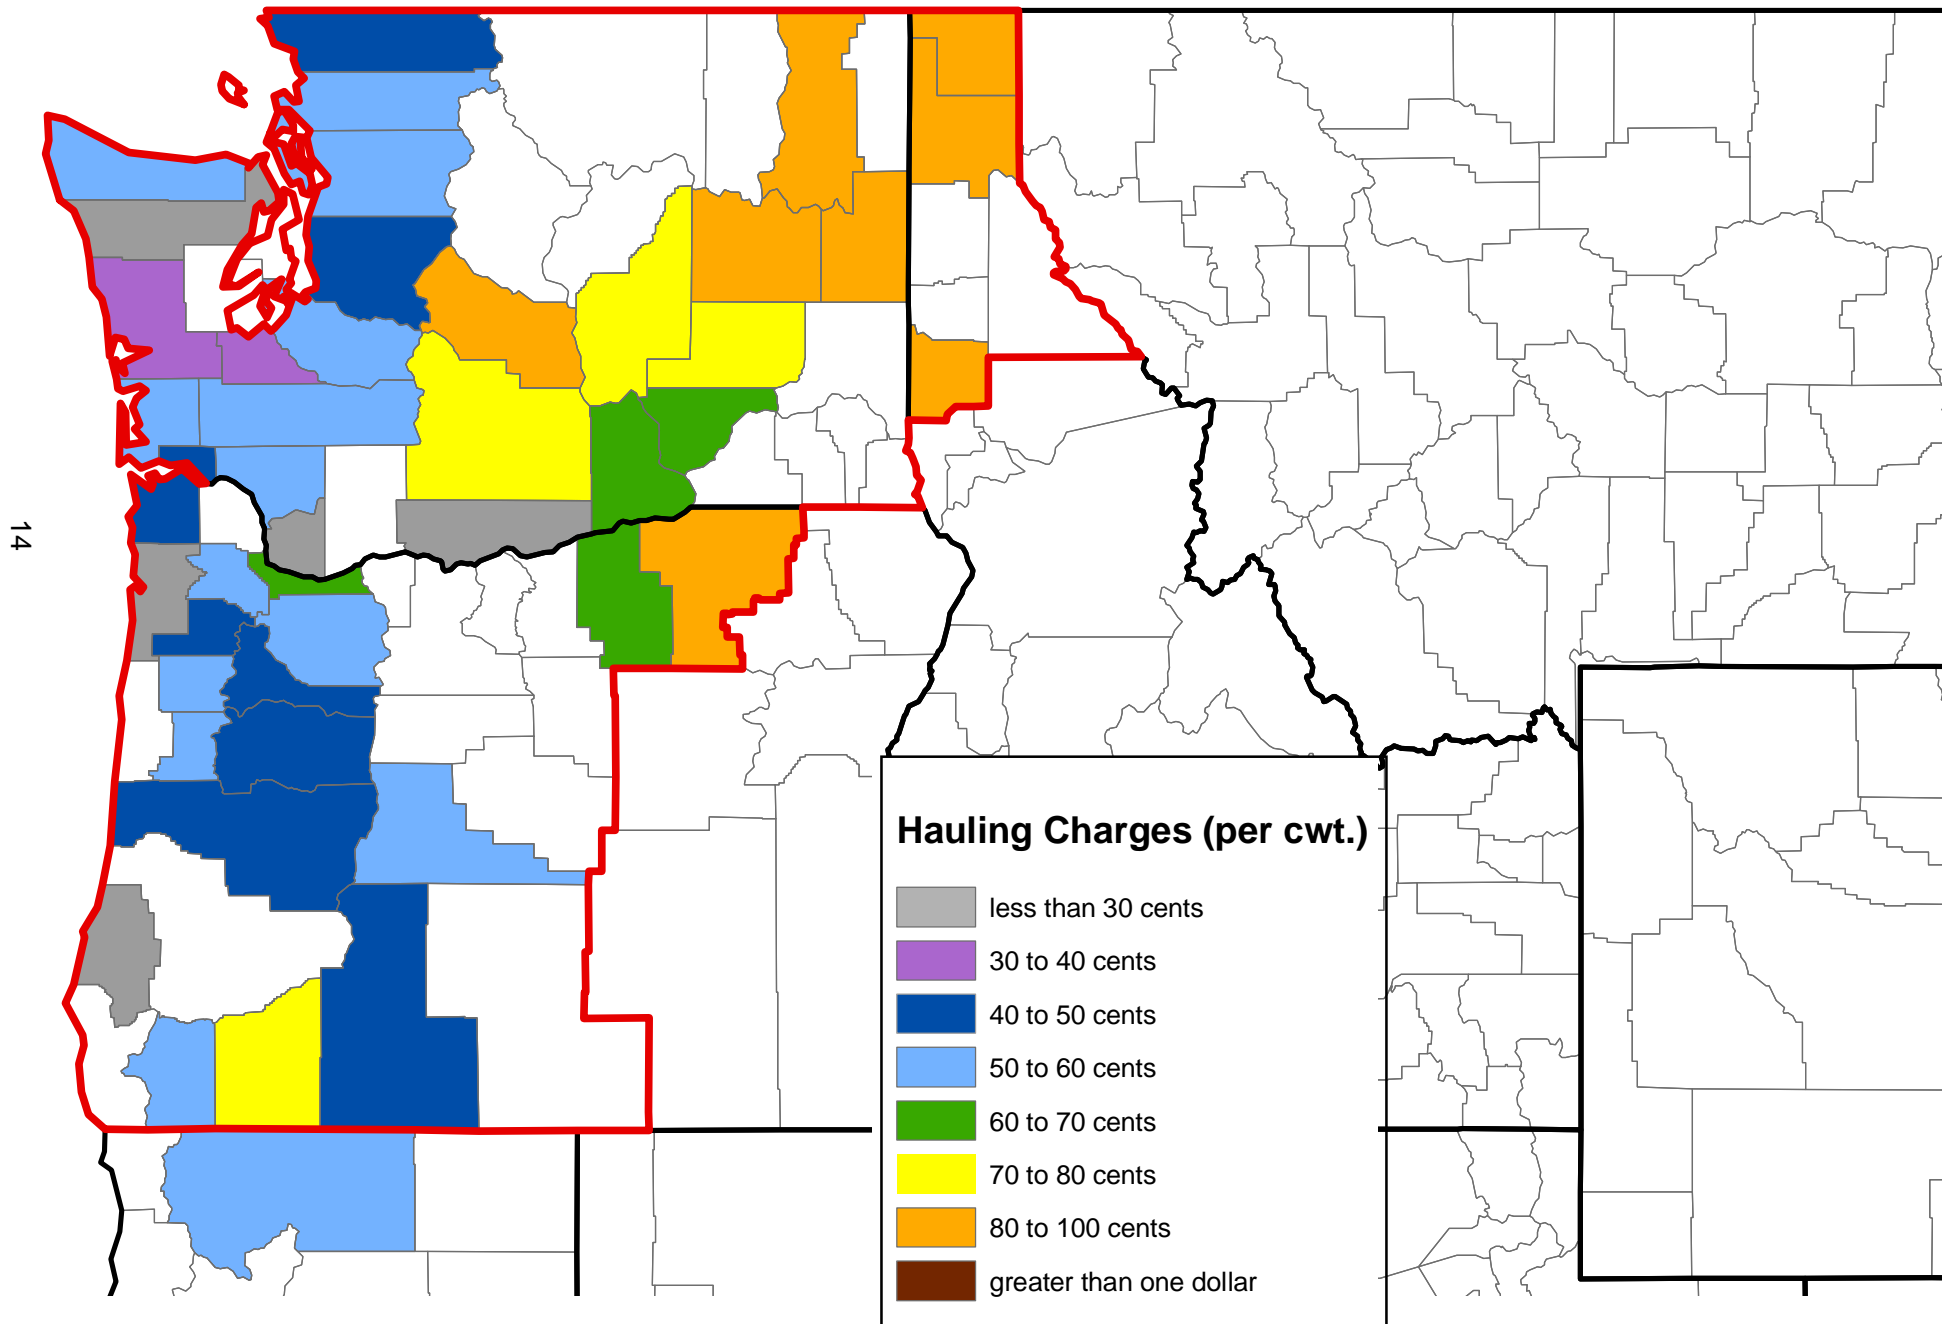 14
Hauling Charges (per cwt.)
less than 30 cents
30 to 40 cents
40 to 50 cents
50 to 60 cents
60 to 70 cents
70 to 80 cents
80 to 100 cents
greater than one dollar